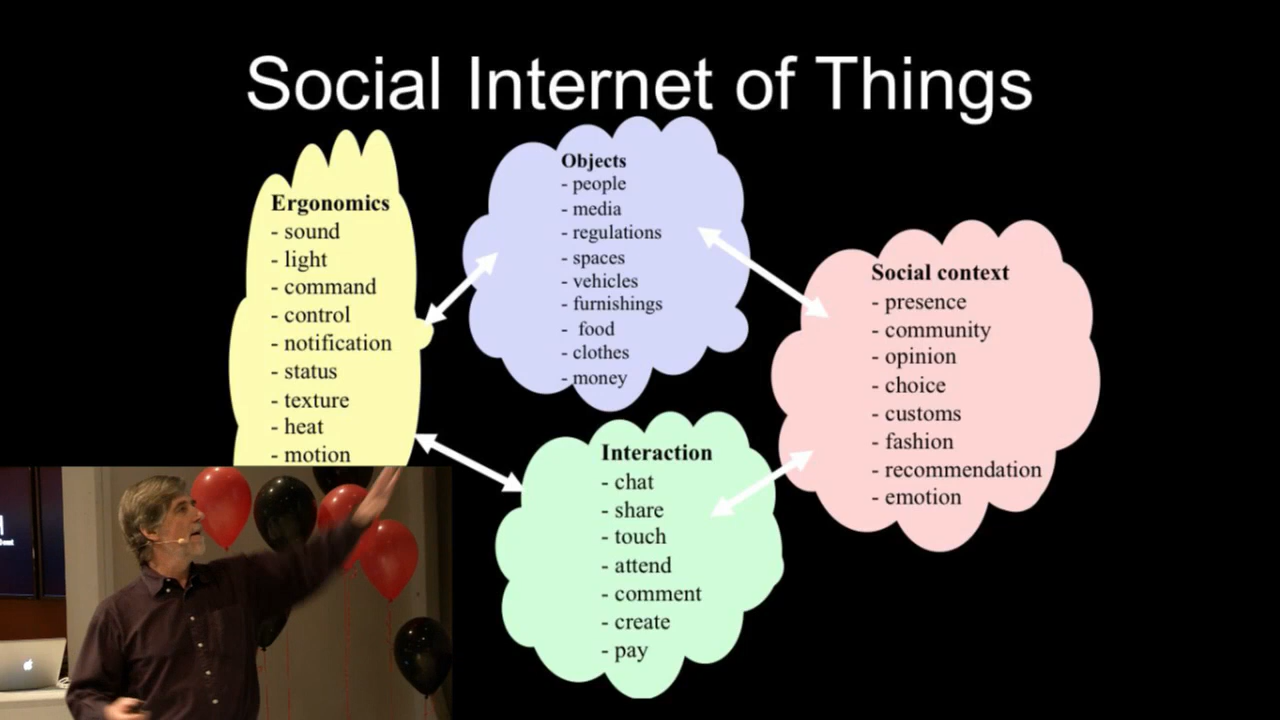 Social Internet of Things
Ergonomics
- sound
- light
- command
- control
- notification
- status
- texture
- heat
- motion
Objects
- people
- media
- regulations
- spaces
- vehicles
- furnishings
- food
- clothes
- money
Interaction
- chat
- share
- touch
- attend
- comment
- create
- pay
Social context
- presence
- community
- opinion
- choice
- customs
- fashion
- recommendation
- emotion